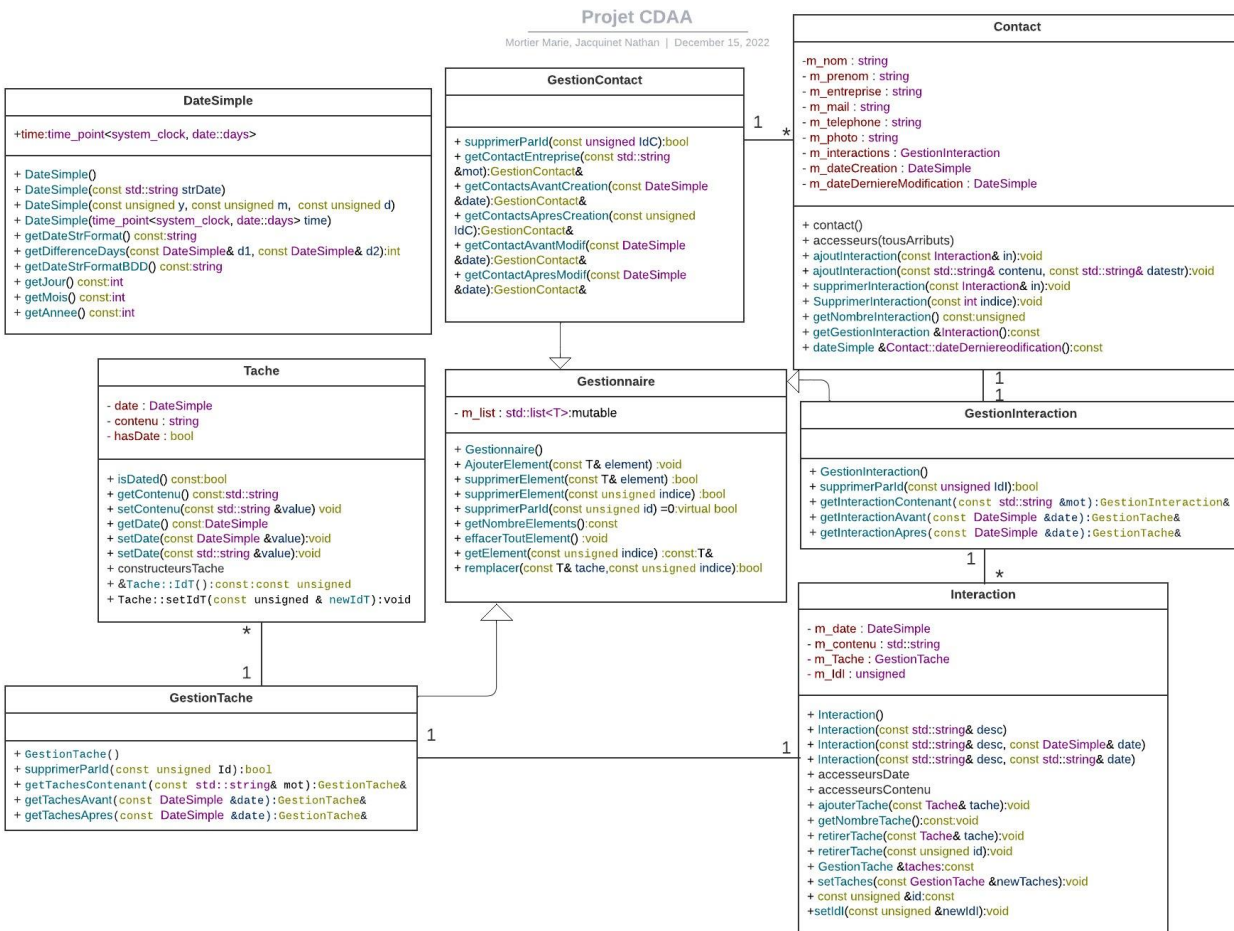 Projet CDAA
Mortier Marie, Jacquinet Nathan | December 15, 2022
DateSimple
+time:time_point<system_clock, date::days>
+ DateSimple()
+ DateSimple(const std::string strDate)
+ DateSimple(const unsigned y, const unsigned m, const unsigned d)
+ DateSimple(time_point<system_clock, date::days> time)
+ getDateStrFormat() const:string
+ getDifferenceDays(const DateSimple& d1, const DateSimple& d2):int
+ getDateStrFormatBDD() const:string
+ getJour() const:int
+ getMois() const:int
+ getAnnee() const:int
GestionContact
+ supprimerParId(const unsigned IdC):bool
+ getContactEntreprise(const std::string
&mot):GestionContact&
+ getContactsAvantCreation(const DateSimple
&date):GestionContact&
+ getContactsApresCreation(const unsigned
IdC):GestionContact&
+ getContactAvantModif(const DateSimple
&date):GestionContact&
+ getContactApresModif(const DateSimple
&date):GestionContact&
1
*
Contact
-m_nom : string
- m_prenom : string
- m_entreprise : string
- m_mail : string
- m_telephone : string
- m_photo : string
- m_interactions : GestionInteraction
- m_dateCreation : DateSimple
- m_dateDerniereModification : DateSimple
+ contact()
+ accesseurs(tousArributs)
+ ajoutInteraction(const Interaction& in):void
+ ajoutInteraction(const std::string& contenu, const std::string& datestr):void
+ supprimerInteraction(const Interaction& in):void
+ SupprimerInteraction(const int indice):void
+ getNombreInteraction() const:unsigned
+ getGestionInteraction &Interaction():const
+ dateSimple &Contact::dateDerniereodification():const
1
1
Tache
- date : DateSimple
- contenu : string
- hasDate : bool
+ isDated() const:bool
+ getContenu() const:std::string
+ setContenu(const std::string &value) void
+ getDate() const:DateSimple
+ setDate(const DateSimple &value):void
+ setDate(const std::string &value):void
+ constructeursTache
+ &Tache::IdT():const:const unsigned
+ Tache::setIdT(const unsigned & newIdT):void
*
1
Gestionnaire
- m_list : std::list<T>:mutable
+ Gestionnaire()
+ AjouterElement(const T& element) :void
+ supprimerElement(const T& element) :bool
+ supprimerElement(const unsigned indice) :bool
+ supprimerParId(const unsigned id) =0:virtual bool
+ getNombreElements():const
+ effacerToutElement() :void
+ getElement(const unsigned indice) :const:T&
+ remplacer(const T& tache,const unsigned indice):bool
GestionInteraction
+ GestionInteraction()
+ supprimerParId(const unsigned IdI):bool
+ getInteractionContenant(const std::string &mot):GestionInteraction&
+ getInteractionAvant(const DateSimple &date):GestionTache&
+ getInteractionApres(const DateSimple &date):GestionTache&
1
*
GestionTache
+ GestionTache()
+ supprimerParId(const unsigned Id):bool
+ getTachesContenant(const std::string& mot):GestionTache&
+ getTachesAvant(const DateSimple &date):GestionTache&
+ getTachesApres(const DateSimple &date):GestionTache&
1
1
Interaction
- m_date : DateSimple
- m_contenu : std::string
- m_Tache : GestionTache
- m_IdI : unsigned
+ Interaction()
+ Interaction(const std::string& desc)
+ Interaction(const std::string& desc, const DateSimple& date)
+ Interaction(const std::string& desc, const std::string& date)
+ accesseursDate
+ accesseursContenu
+ ajouterTache(const Tache& tache):void
+ getNombreTache():const:void
+ retirerTache(const Tache& tache):void
+ retirerTache(const unsigned id):void
+ GestionTache &taches:const
+ setTaches(const GestionTache &newTaches):void
+ const unsigned &id:const
+setIdI(const unsigned &newIdI):void